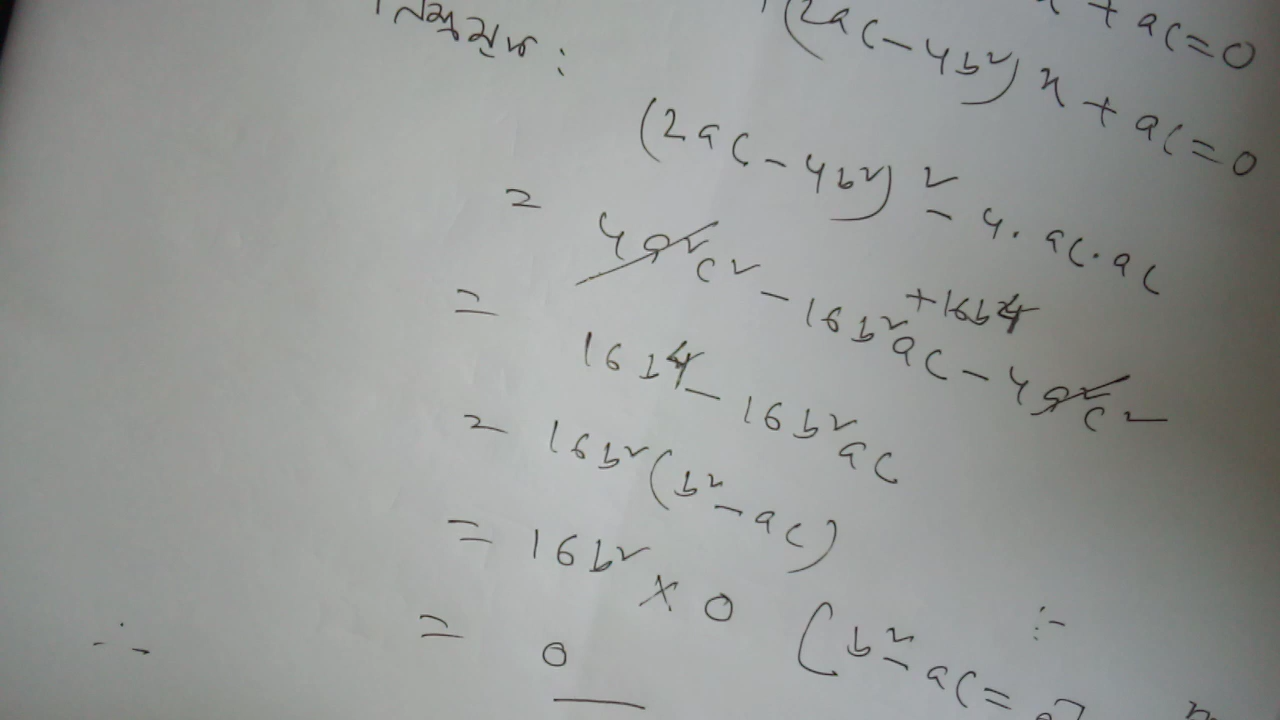 + ac=0
(2ac-4b²)x + ac=0
:
(2ac-4b²)² - 4.ac.ac
= 4a²c² - 16b²ac +16b4 - 4a²c²
= 16b4 - 16b²ac
= 16b²(b²-ac)
= 16b² × 0 (b²-ac=
∴ = 0